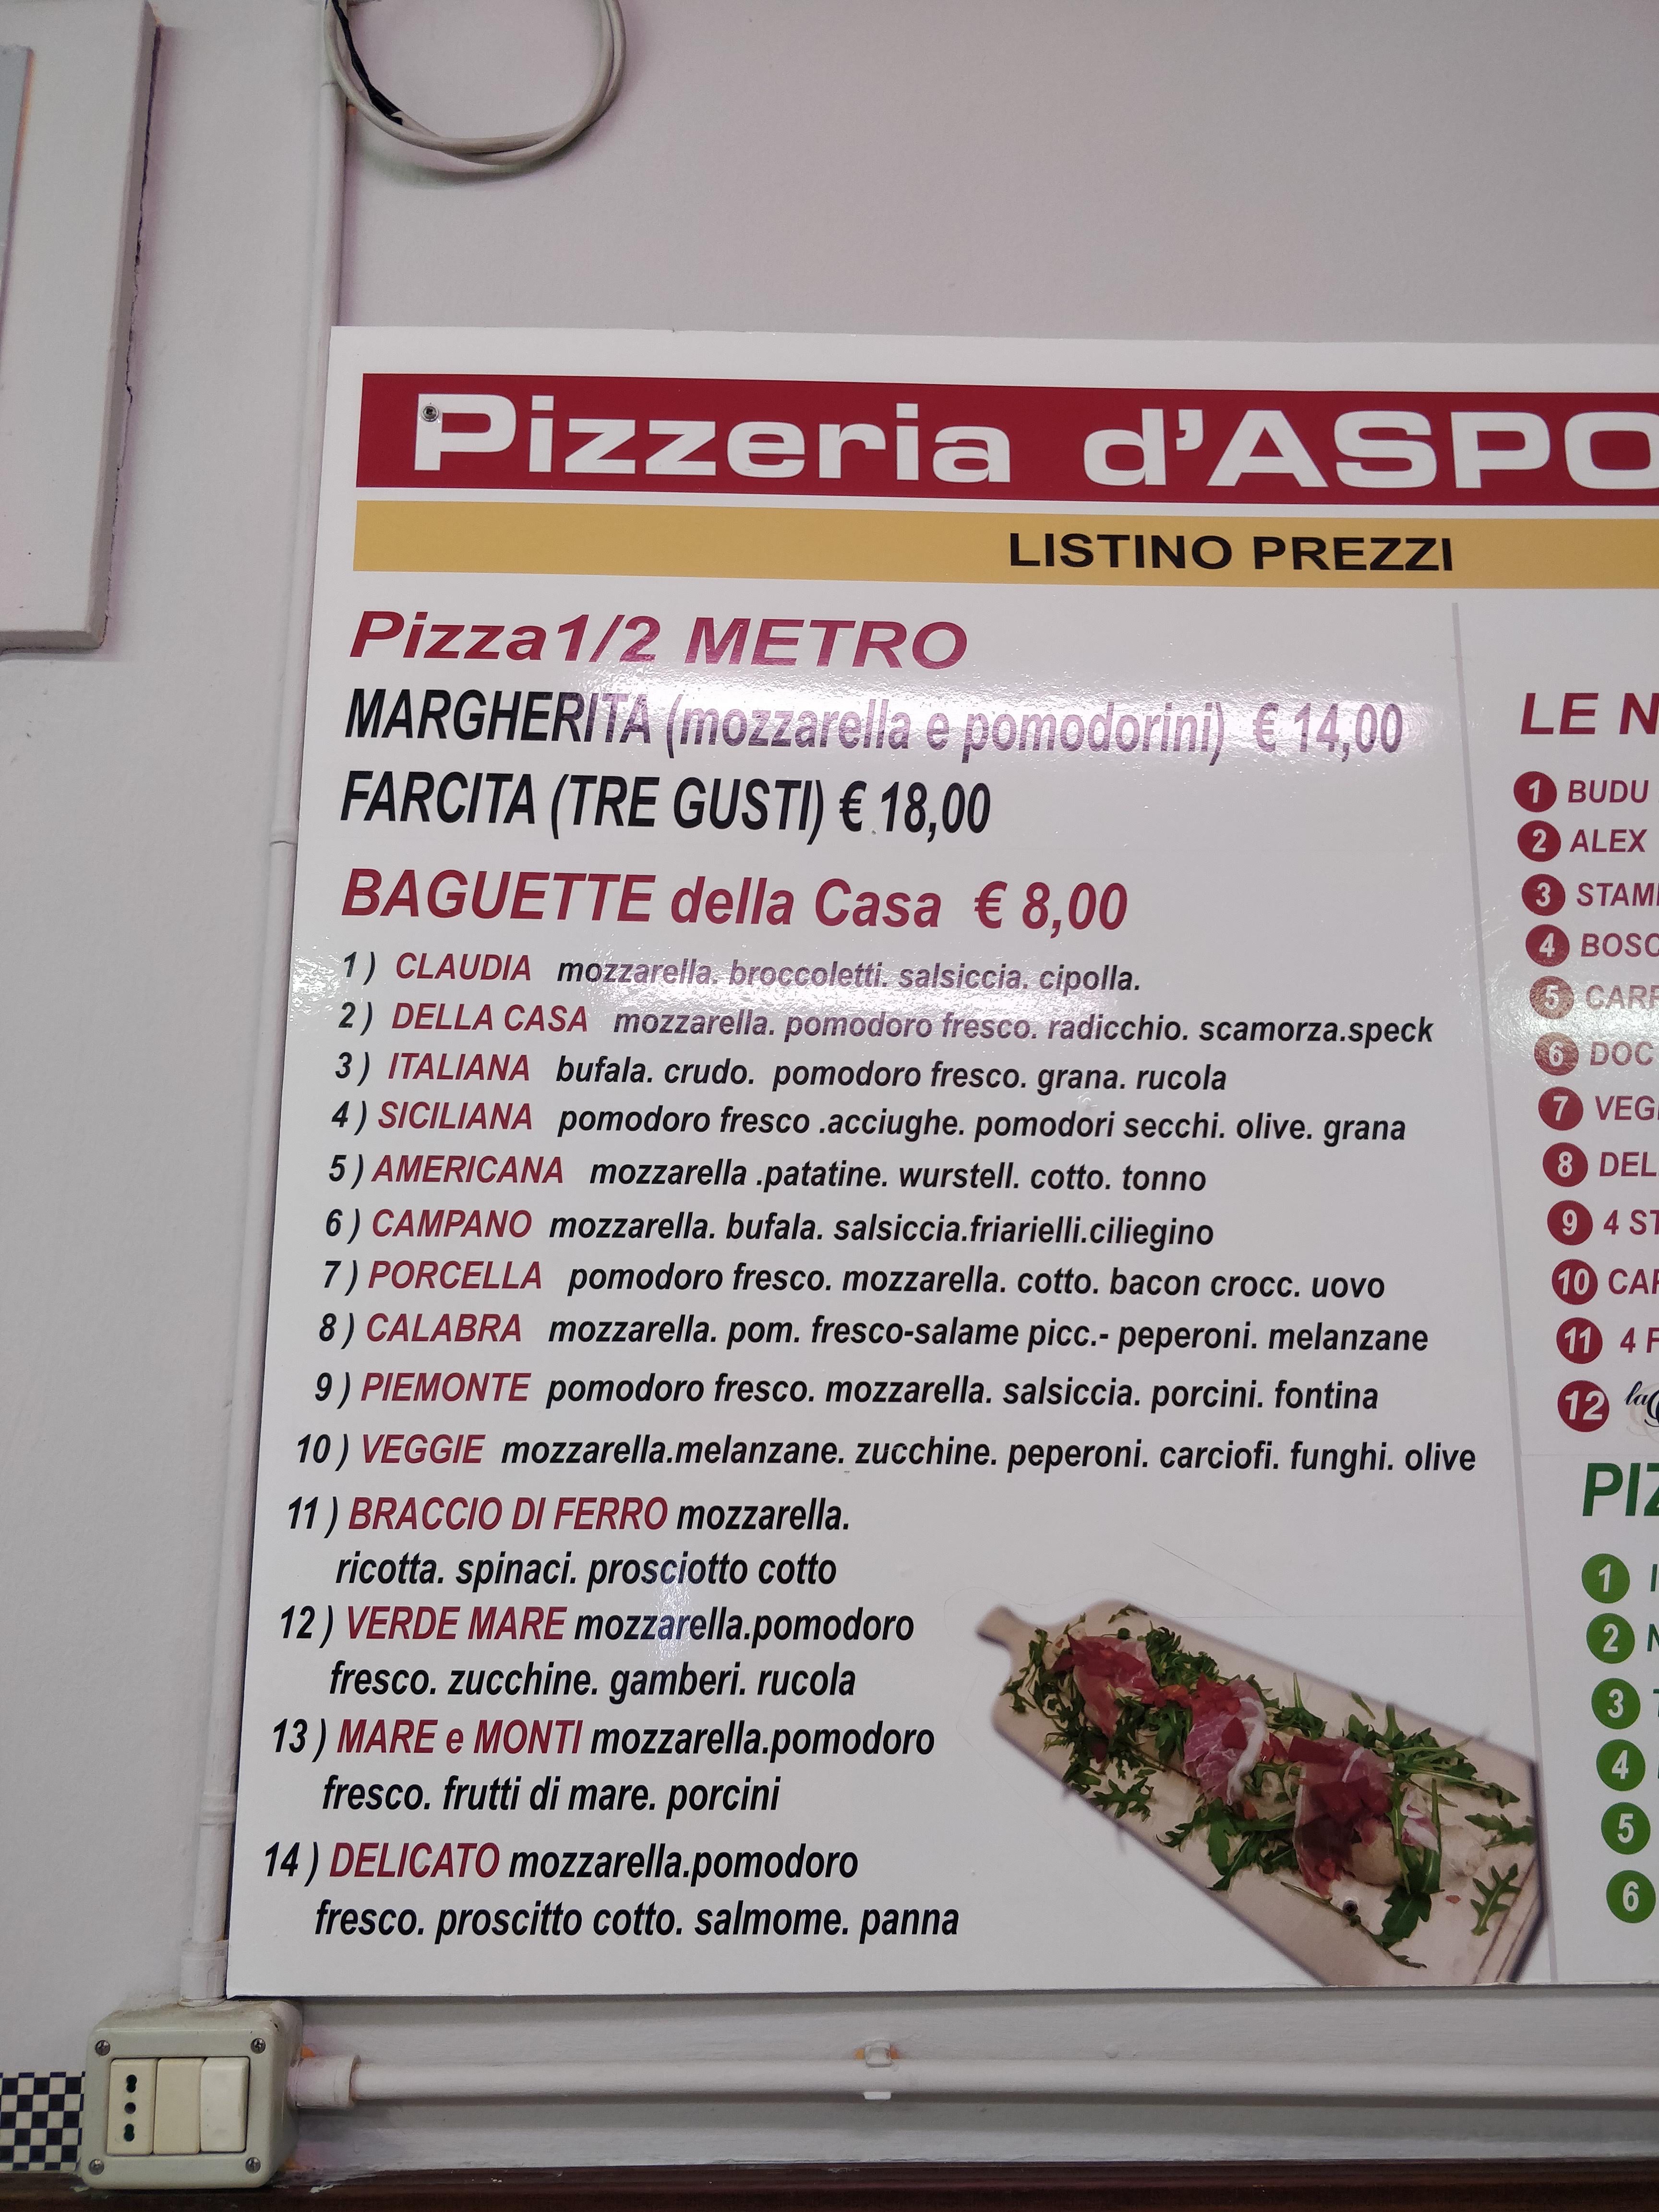 Pizzeria d'ASPO
LISTINO PREZZI
Pizza1/2 METRO
MARGHERITA (mozzarella e pomodorini) € 14,00
FARCITA (TRE GUSTI) € 18,00
BAGUETTE della Casa € 8,00
1) CLAUDIA mozzarella. broccoletti. salsiccia. cipolla.
2) DELLA CASA mozzarella. pomodoro fresco. radicchio. scamorza.speck
3) ITALIANA bufala. crudo. pomodoro fresco. grana. rucola
4) SICILIANA pomodoro fresco .acciughe. pomodori secchi. olive. grana
5) AMERICANA mozzarella .patatine. wurstell. cotto. tonno
6) CAMPANO mozzarella. bufala. salsiccia.friarielli.ciliegino
7) PORCELLA pomodoro fresco. mozzarella. cotto. bacon crocc. uovo
8) CALABRA mozzarella. pom. fresco-salame picc.- peperoni. melanzane
9) PIEMONTE pomodoro fresco. mozzarella. salsiccia. porcini. fontina
10) VEGGIE mozzarella.melanzane. zucchine. peperoni. carciofi. funghi. olive
11) BRACCIO DI FERRO mozzarella.
ricotta. spinaci. prosciotto cotto
12) VERDE MARE mozzarella.pomodoro
fresco. zucchine. gamberi. rucola
13) MARE e MONTI mozzarella.pomodoro
fresco. frutti di mare. porcini
14) DELICATO mozzarella.pomodoro
fresco. proscitto cotto. salmome. panna
LE N
1 BUDU
2 ALEX
3 STAM
4 BOSC
5 CARR
6 DOC
7 VEG
8 DEL
9 4 ST
10 CAR
11 4 F
12 la
PIZ
1
2
3
4
5
6